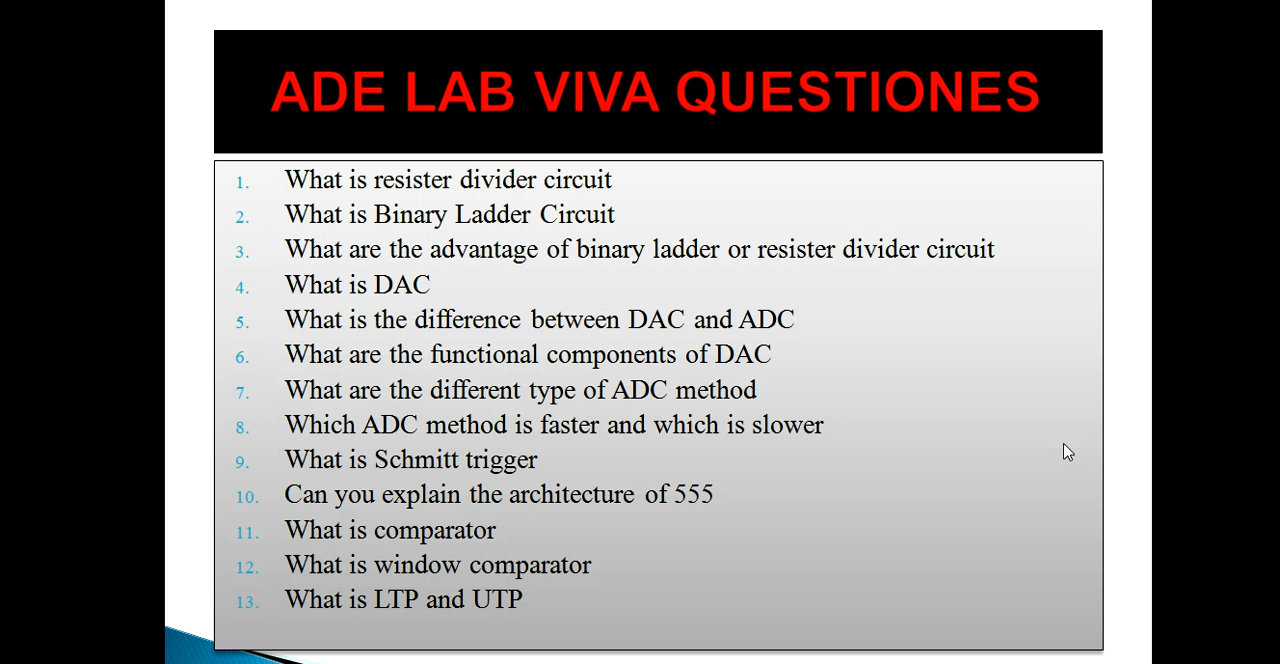 ADE LAB VIVA QUESTIONES
1. What is resister divider circuit
2. What is Binary Ladder Circuit
3. What are the advantage of binary ladder or resister divider circuit
4. What is DAC
5. What is the difference between DAC and ADC
6. What are the functional components of DAC
7. What are the different type of ADC method
8. Which ADC method is faster and which is slower
9. What is Schmitt trigger
10. Can you explain the architecture of 555
11. What is comparator
12. What is window comparator
13. What is LTP and UTP